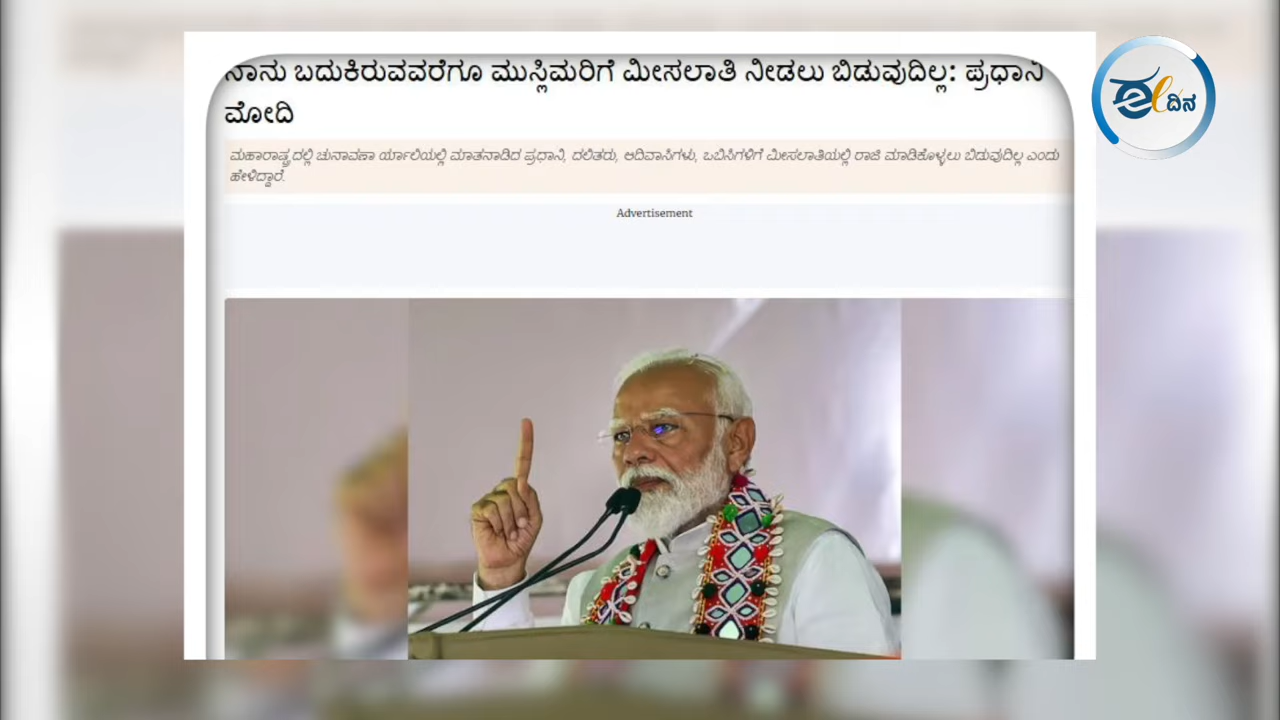 ನಾನು ಬದುಕಿರುವವರೆಗೂ ಮುಸ್ಲಿಮರಿಗೆ ಮೀಸಲಾತಿ ನೀಡಲು ಬಿಡುವುದಿಲ್ಲ: ಪ್ರಧಾನಿ
ಮೋದಿ
ಈದಿನ
ಮಹಾರಾಷ್ಟ್ರದಲ್ಲಿ ಚುನಾವಣಾ ರ್ಯಾಲಿಯಲ್ಲಿ ಮಾತನಾಡಿದ ಪ್ರಧಾನಿ, ದಲಿತರು, ಆದಿವಾಸಿಗಳು, ಒಬಿಸಿಗಳಿಗೆ ಮೀಸಲಾತಿಯಲ್ಲಿ ರಾಜಿ ಮಾಡಿಕೊಳ್ಳಲು ಬಿಡುವುದಿಲ್ಲ ಎಂದು
ಹೇಳಿದ್ದಾರೆ.
Advertisement